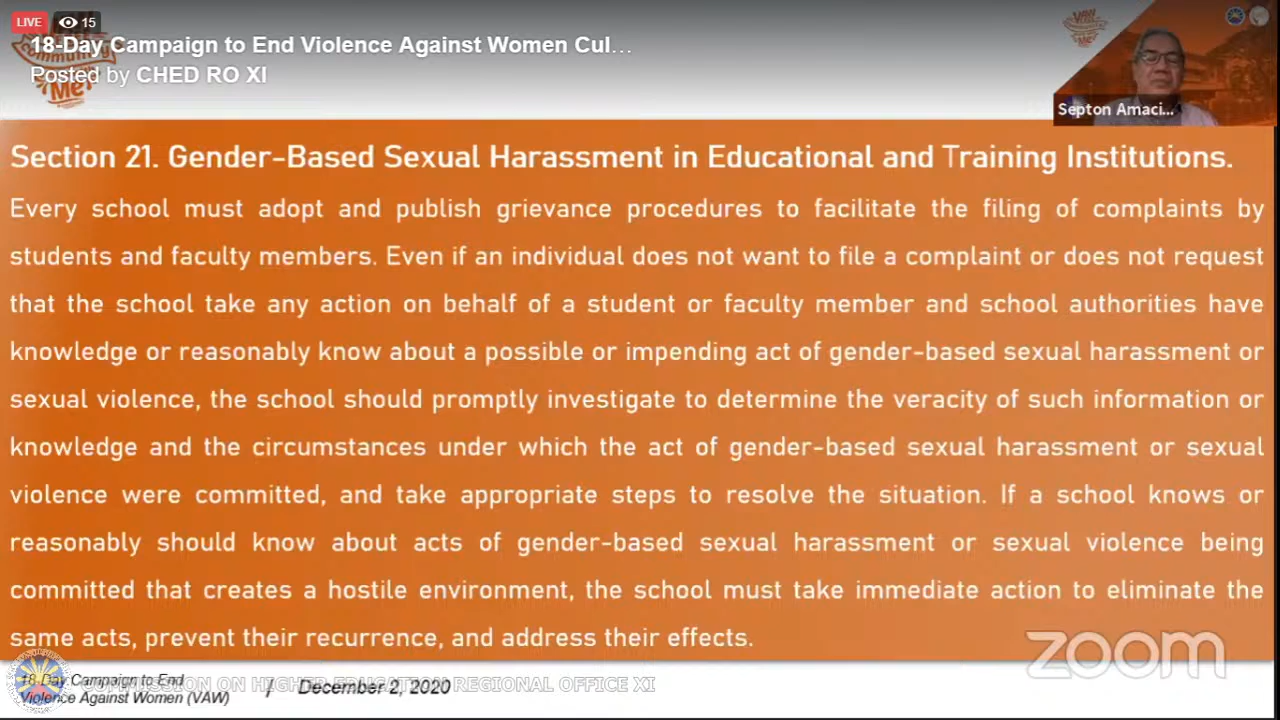 LIVE 15
18-Day Campaign to End Violence Against Women Cul...
Posted by CHED RO XI
community
Me
VAW
Me
Septon Amaci...
Section 21. Gender-Based Sexual Harassment in Educational and Training Institutions.
Every school must adopt and publish grievance procedures to facilitate the filing of complaints by
students and faculty members. Even if an individual does not want to file a complaint or does not request
that the school take any action on behalf of a student or faculty member and school authorities have
knowledge or reasonably know about a possible or impending act of gender-based sexual harassment or
sexual violence, the school should promptly investigate to determine the veracity of such information or
knowledge and the circumstances under which the act of gender-based sexual harassment or sexual
violence were committed, and take appropriate steps to resolve the situation. If a school knows or
reasonably should know about acts of gender-based sexual harassment or sexual violence being
committed that creates a hostile environment, the school must take immediate action to eliminate the
same acts, prevent their recurrence, and address their effects.
zoom
18-Day Campaign to End
Violence Against Women (VAW) / December 2, 2020
COMMISSION ON HIGHER EDUCATION REGIONAL OFFICE XI